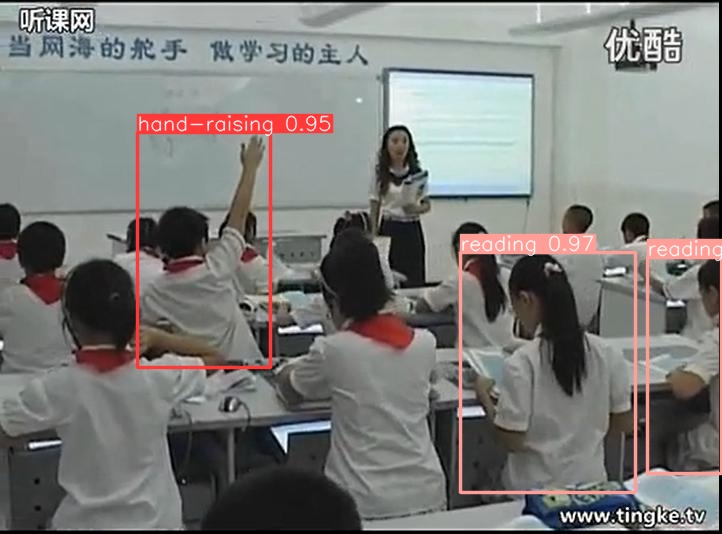 听课网
优酷
当网海的舵手 做学习的主人
hand-raising 0.95
reading 0.97
reading
www.tingke.tv